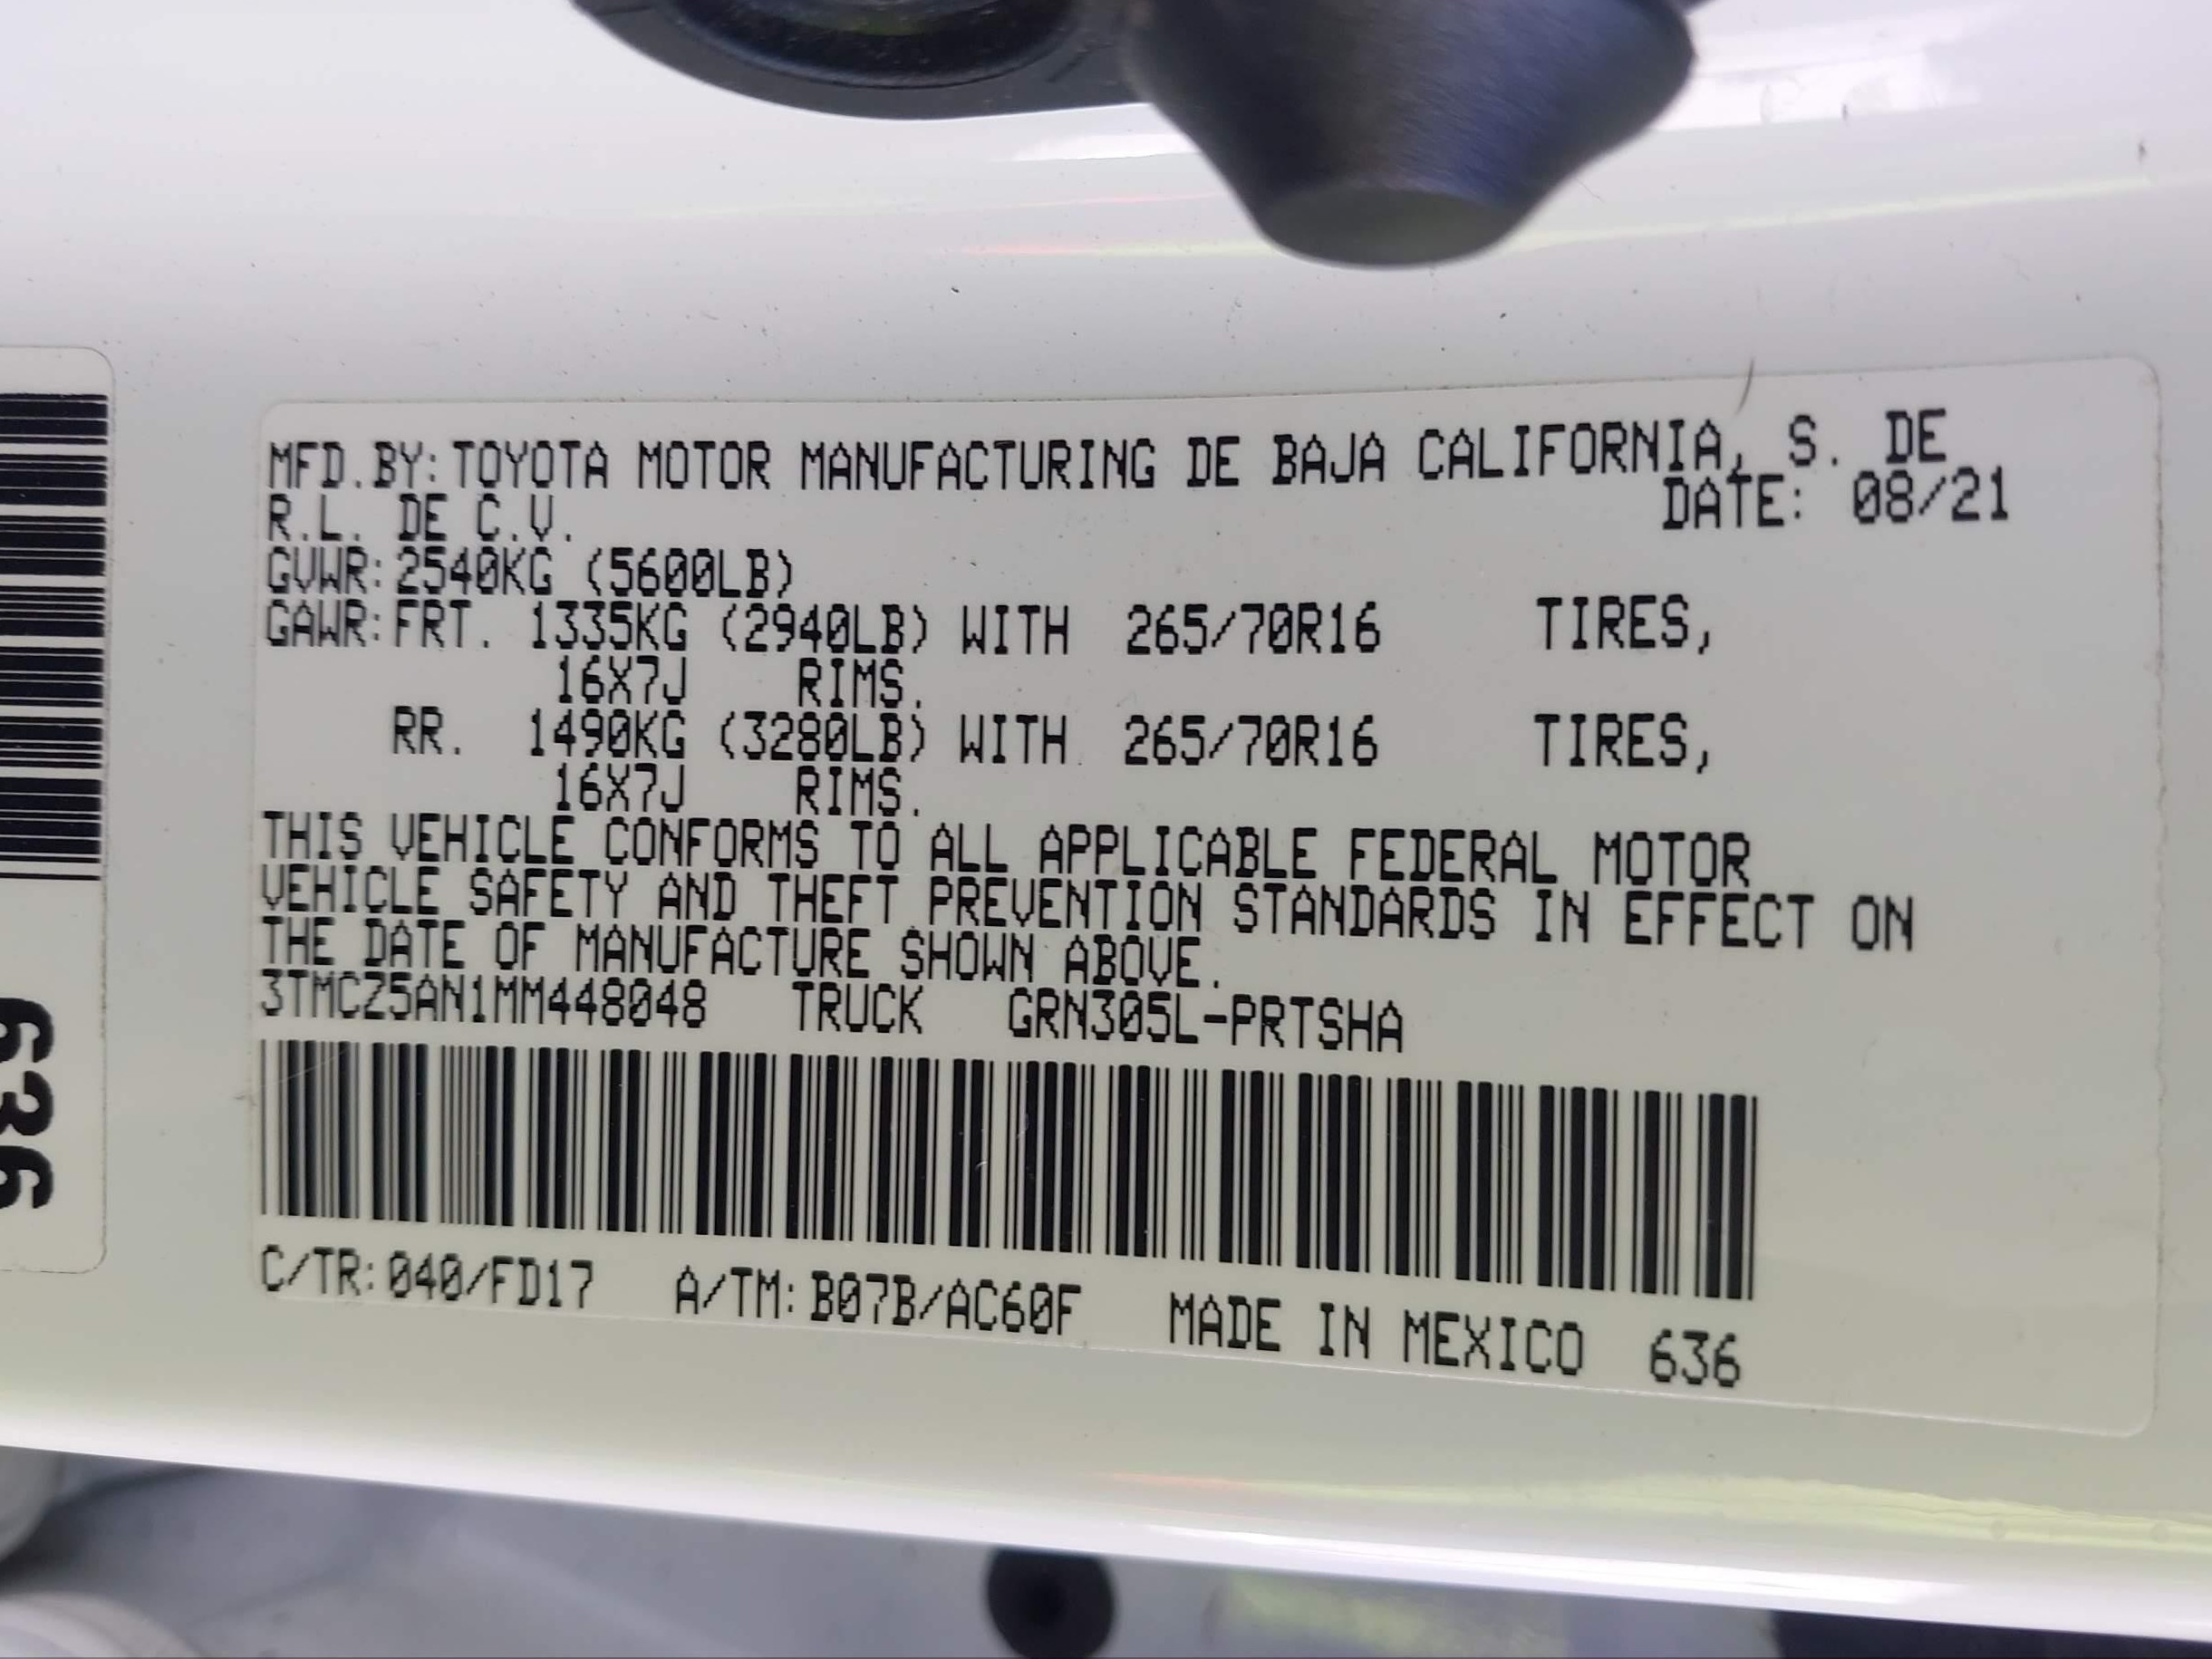 MFD.BY:TOYOTA MOTOR MANUFACTURING DE BAJA CALIFORNIA, S. DE
R.L. DE C.V. DATE: 08/21
GVWR:2540KG (5600LB)
GAWR:FRT. 1335KG (2940LB) WITH 265/70R16 TIRES,
16X7J RIMS.
RR. 1490KG (3280LB) WITH 265/70R16 TIRES,
16X7J RIMS.
THIS VEHICLE CONFORMS TO ALL APPLICABLE FEDERAL MOTOR
VEHICLE SAFETY AND THEFT PREVENTION STANDARDS IN EFFECT ON
THE DATE OF MANUFACTURE SHOWN ABOVE.
3TMCZ5AN1MM448048 TRUCK GRN305L-PRTSHA
C/TR:040/FD17 A/TM:B07B/AC60F MADE IN MEXICO 636
636